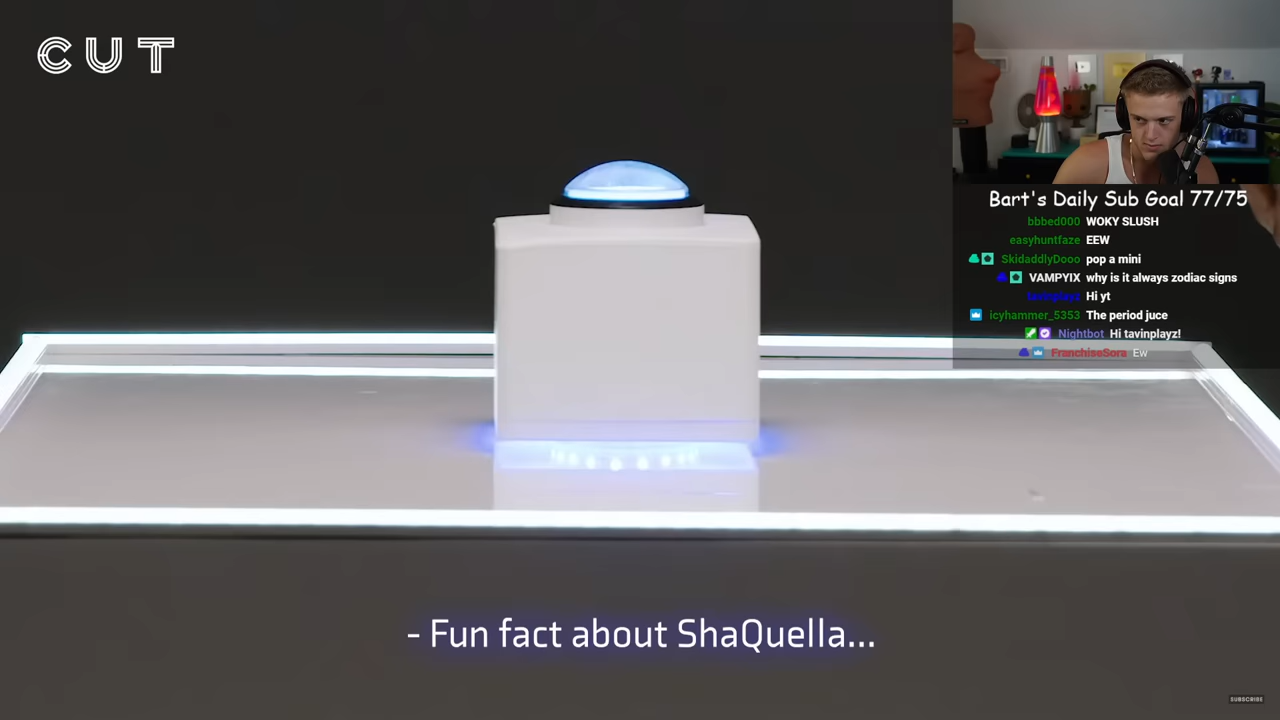 CUT
Bart's Daily Sub Goal 77/75
bbbed000 WOKY SLUSH
easyhuntfaze EEW
SkidaddlyDooo pop a mini
VAMPYIX why is it always zodiac signs
tavinplayz Hi yt
icyhammer_5353 The period juce
Nightbot Hi tavinplayz!
FranchiseSora Ew
- Fun fact about ShaQuella...
SUBSCRIBE